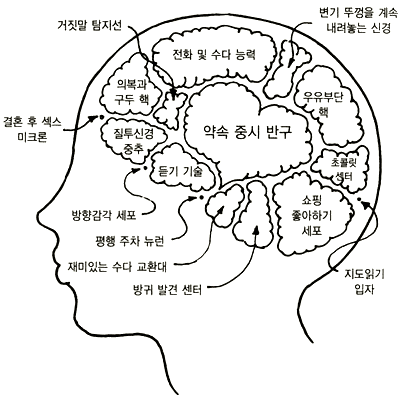 거짓말 탐지선
변기 뚜껑을 계속
내려놓는 신경
전화 및 수다 능력
의복과
구두 핵
우유부단
핵
결혼 후 섹스
미크론
질투신경
중추
약속 중시 반구
듣기 기술
초콜릿
센터
쇼핑
좋아하기
세포
방향감각 세포
평행 주차 뉴런
재미있는 수다 교환대
방귀 발견 센터
지도읽기
입자